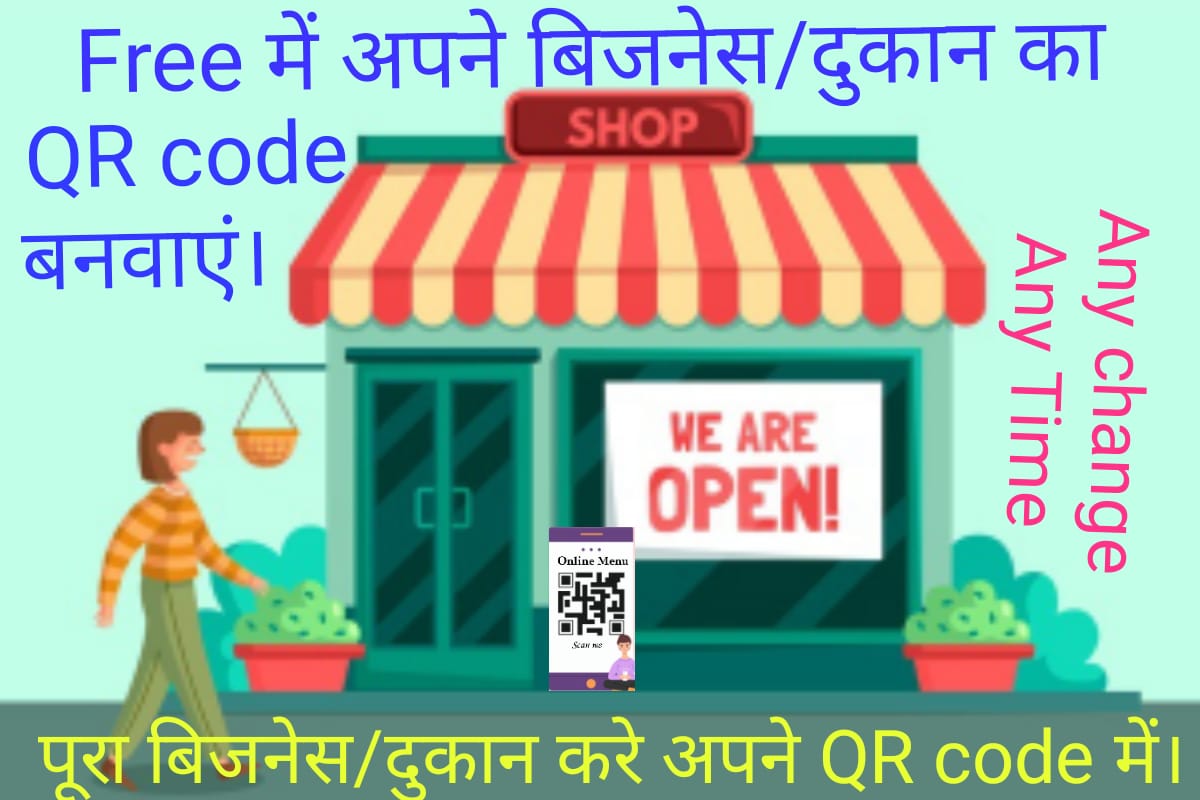 Free में अपने बिजनेस/दुकान का
QR code
बनवाएं।
SHOP
Any change
Any Time
WE ARE
OPEN!
Online Menu
Scan me
पूरा बिजनेस/दुकान करे अपने QR code में।